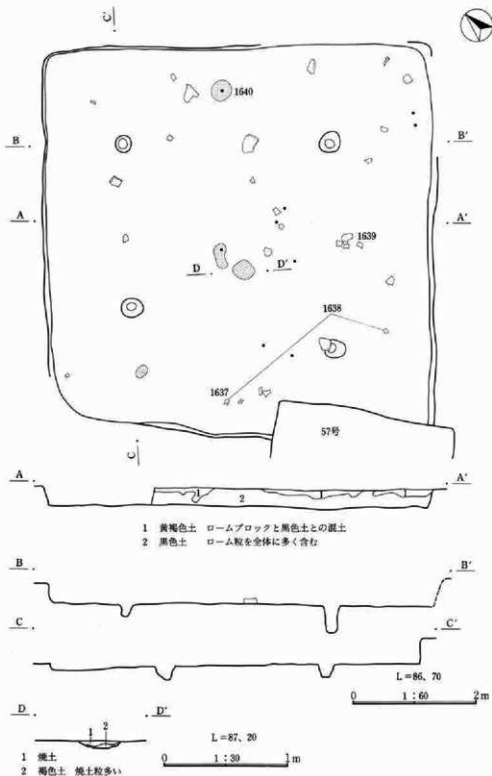 C'
1640
B B'
A A'
1639
D D'
1638
1637
C
57号
A A'
1
2
1 黄褐色土 ロームブロックと黒色土との混土
2 黒色土 ローム粒を全体に多く含む
B B'
C C'
L=86、70
0 1:60 2m
D D'
1 2
L=87、20
0 1:30 1m
1 焼土
2 褐色土 焼土粒多い